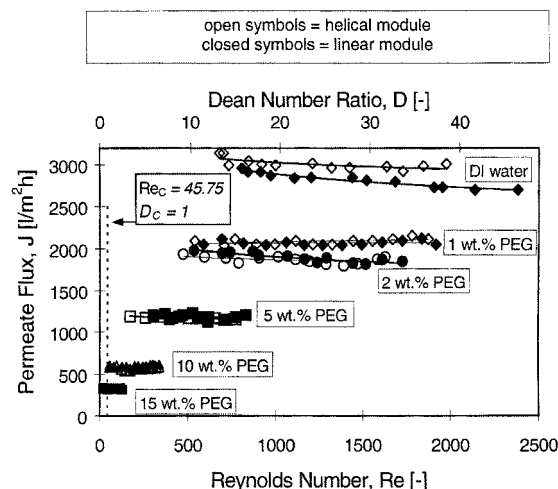 open symbols = helical module
closed symbols = linear module
Dean Number Ratio, D [-]
0 10 20 30 40
Permeate Flux, J [l/m²h]
3000
2500
2000
1500
1000
500
0
Re_C = 45.75
D_C = 1
DI water
1 wt.% PEG
2 wt.% PEG
5 wt.% PEG
10 wt.% PEG
15 wt.% PEG
0 500 1000 1500 2000 2500
Reynolds Number, Re [-]